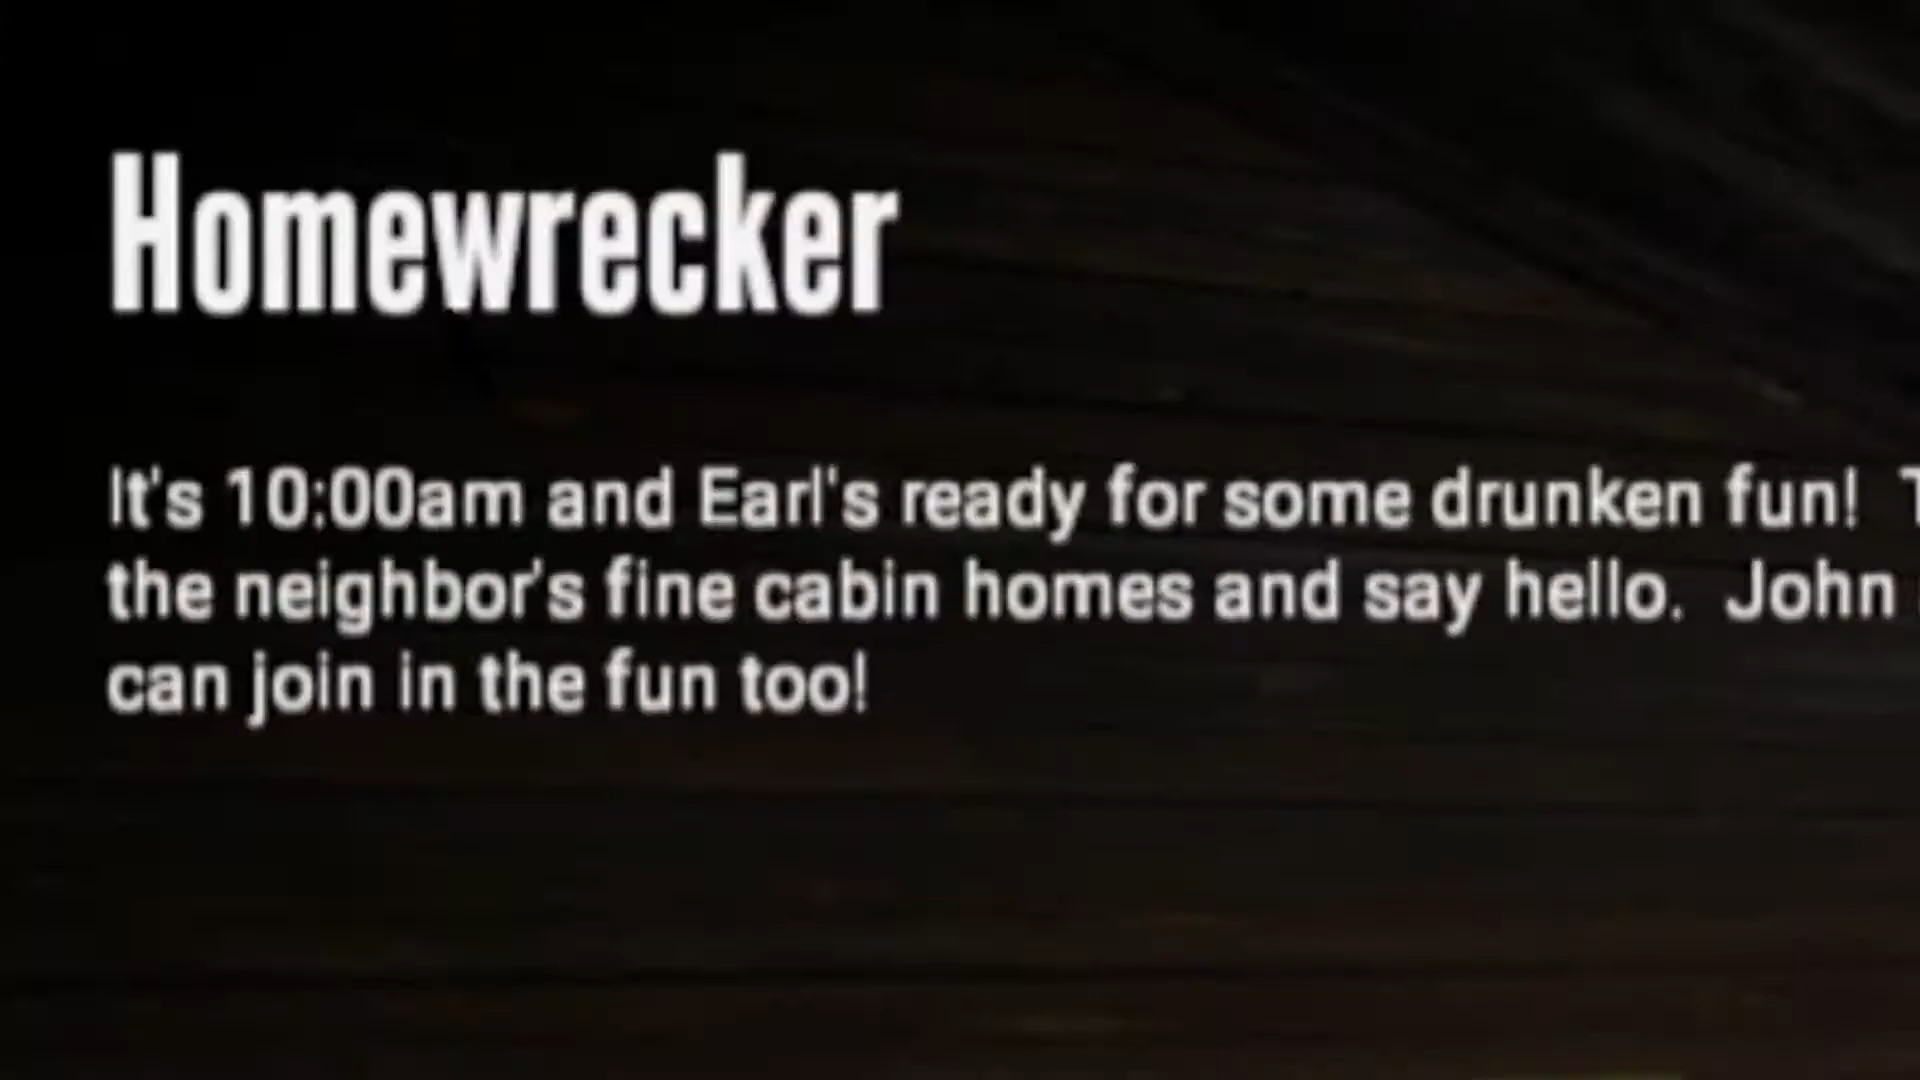 Homewrecker
It's 10:00am and Earl's ready for some drunken fun!
the neighbor's fine cabin homes and say hello.  John
can join in the fun too!